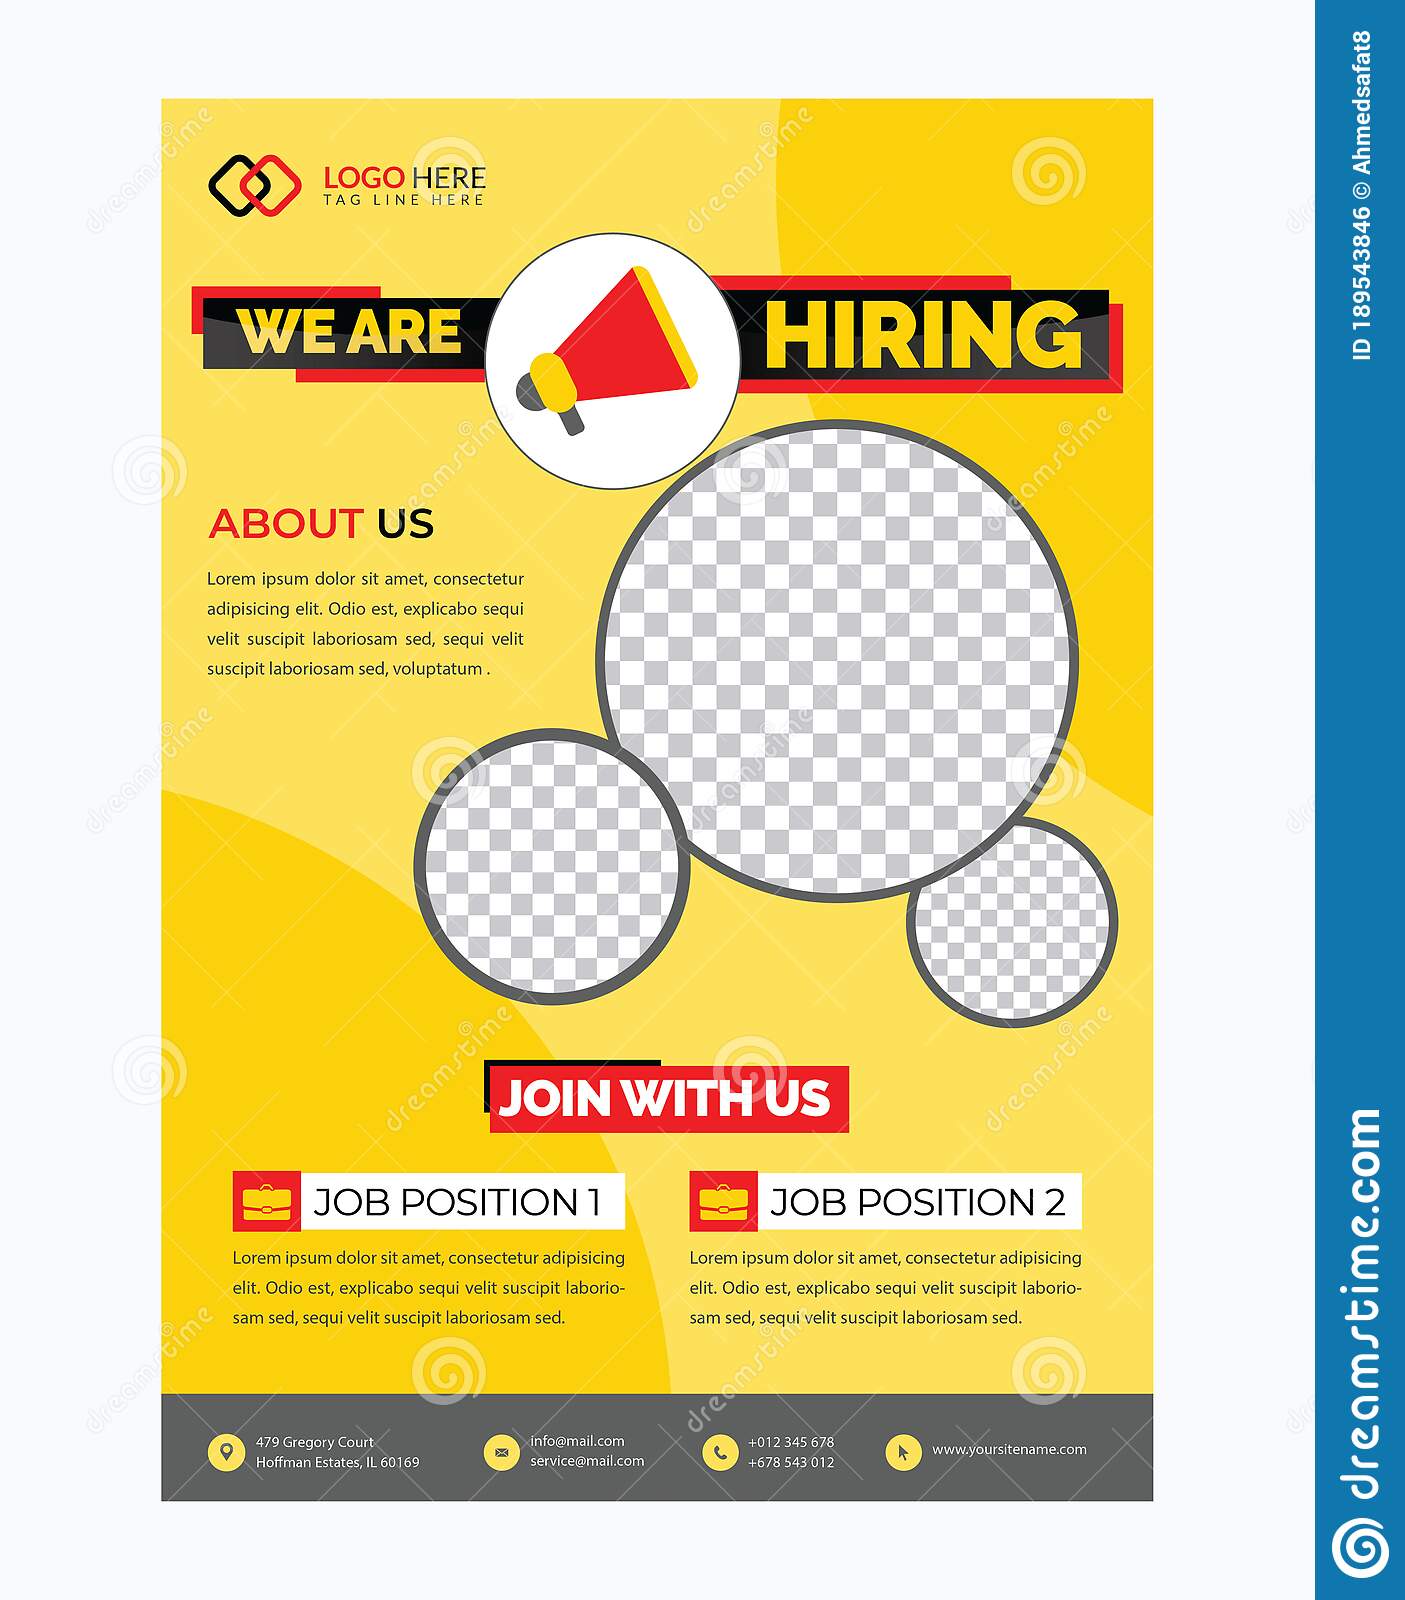 LOGO HERE
TAG LINE HERE
WE ARE
HIRING
ABOUT US
Lorem ipsum dolor sit amet, consectetur
adipisicing elit. Odio est, explicabo sequi
velit suscipit laboriosam sed, sequi velit
suscipit laboriosam sed, voluptatum .
JOIN WITH US
JOB POSITION 1
Lorem ipsum dolor sit amet, consectetur adipisicing
elit. Odio est, explicabo sequi velit suscipit laborio-
sam sed, sequi velit suscipit laboriosam sed.
JOB POSITION 2
Lorem ipsum dolor sit amet, consectetur adipisicing
elit. Odio est, explicabo sequi velit suscipit laborio-
sam sed, sequi velit suscipit laboriosam sed.
479 Gregory Court
Hoffman Estates, IL 60169
info@mail.com
service@mail.com
+012 345 678
+678 543 012
www.yoursitename.com
ID 189543846 © Ahmedsafat8
dreamstime.com